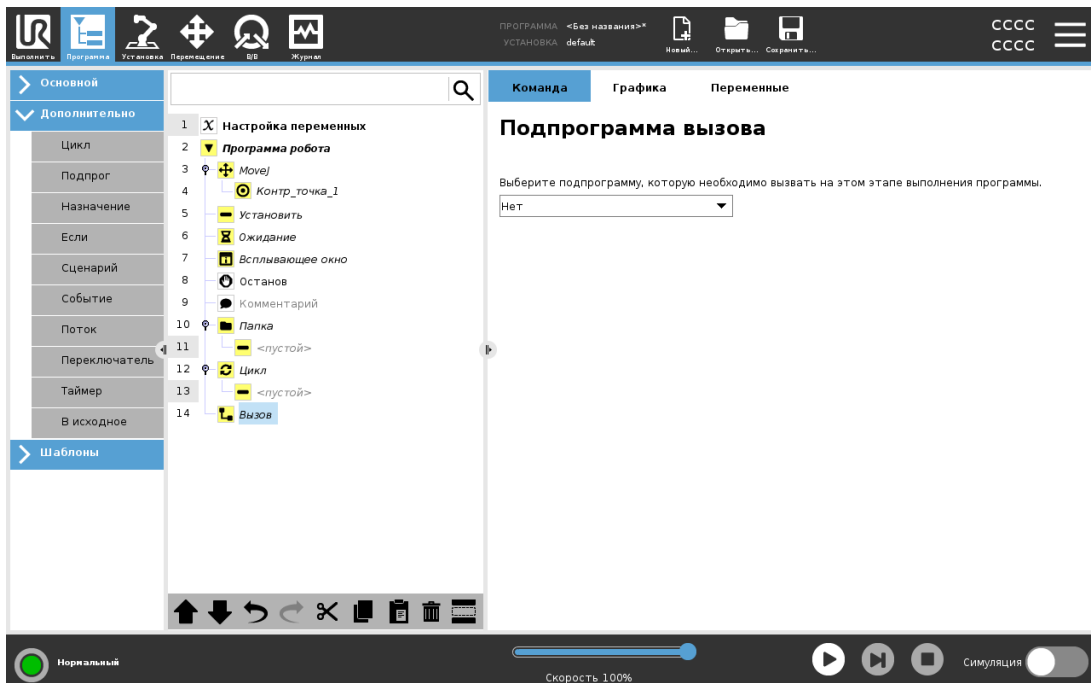 UR
Выполнить
Программа
Установка
Перемещение
В/В
Журнал
ПРОГРАММА <Без названия>*
УСТАНОВКА default
Новый...
Открыть...
Сохранить...
CCCC
CCCC
Основной
Дополнительно
Цикл
Подпрог
Назначение
Если
Сценарий
Событие
Поток
Переключатель
Таймер
В исходное
Шаблоны
1 X Настройка переменных
2 Программа робота
3 MoveJ
4 Контр_точка_1
5 Установить
6 Ожидание
7 Всплывающее окно
8 Останов
9 Комментарий
10 Папка
11 <пустой>
12 Цикл
13 <пустой>
14 Вызов
Команда Графика Переменные
Подпрограмма вызова
Выберите подпрограмму, которую необходимо вызвать на этом этапе выполнения программы.
Нет
Нормальный
Скорость 100%
Симуляция